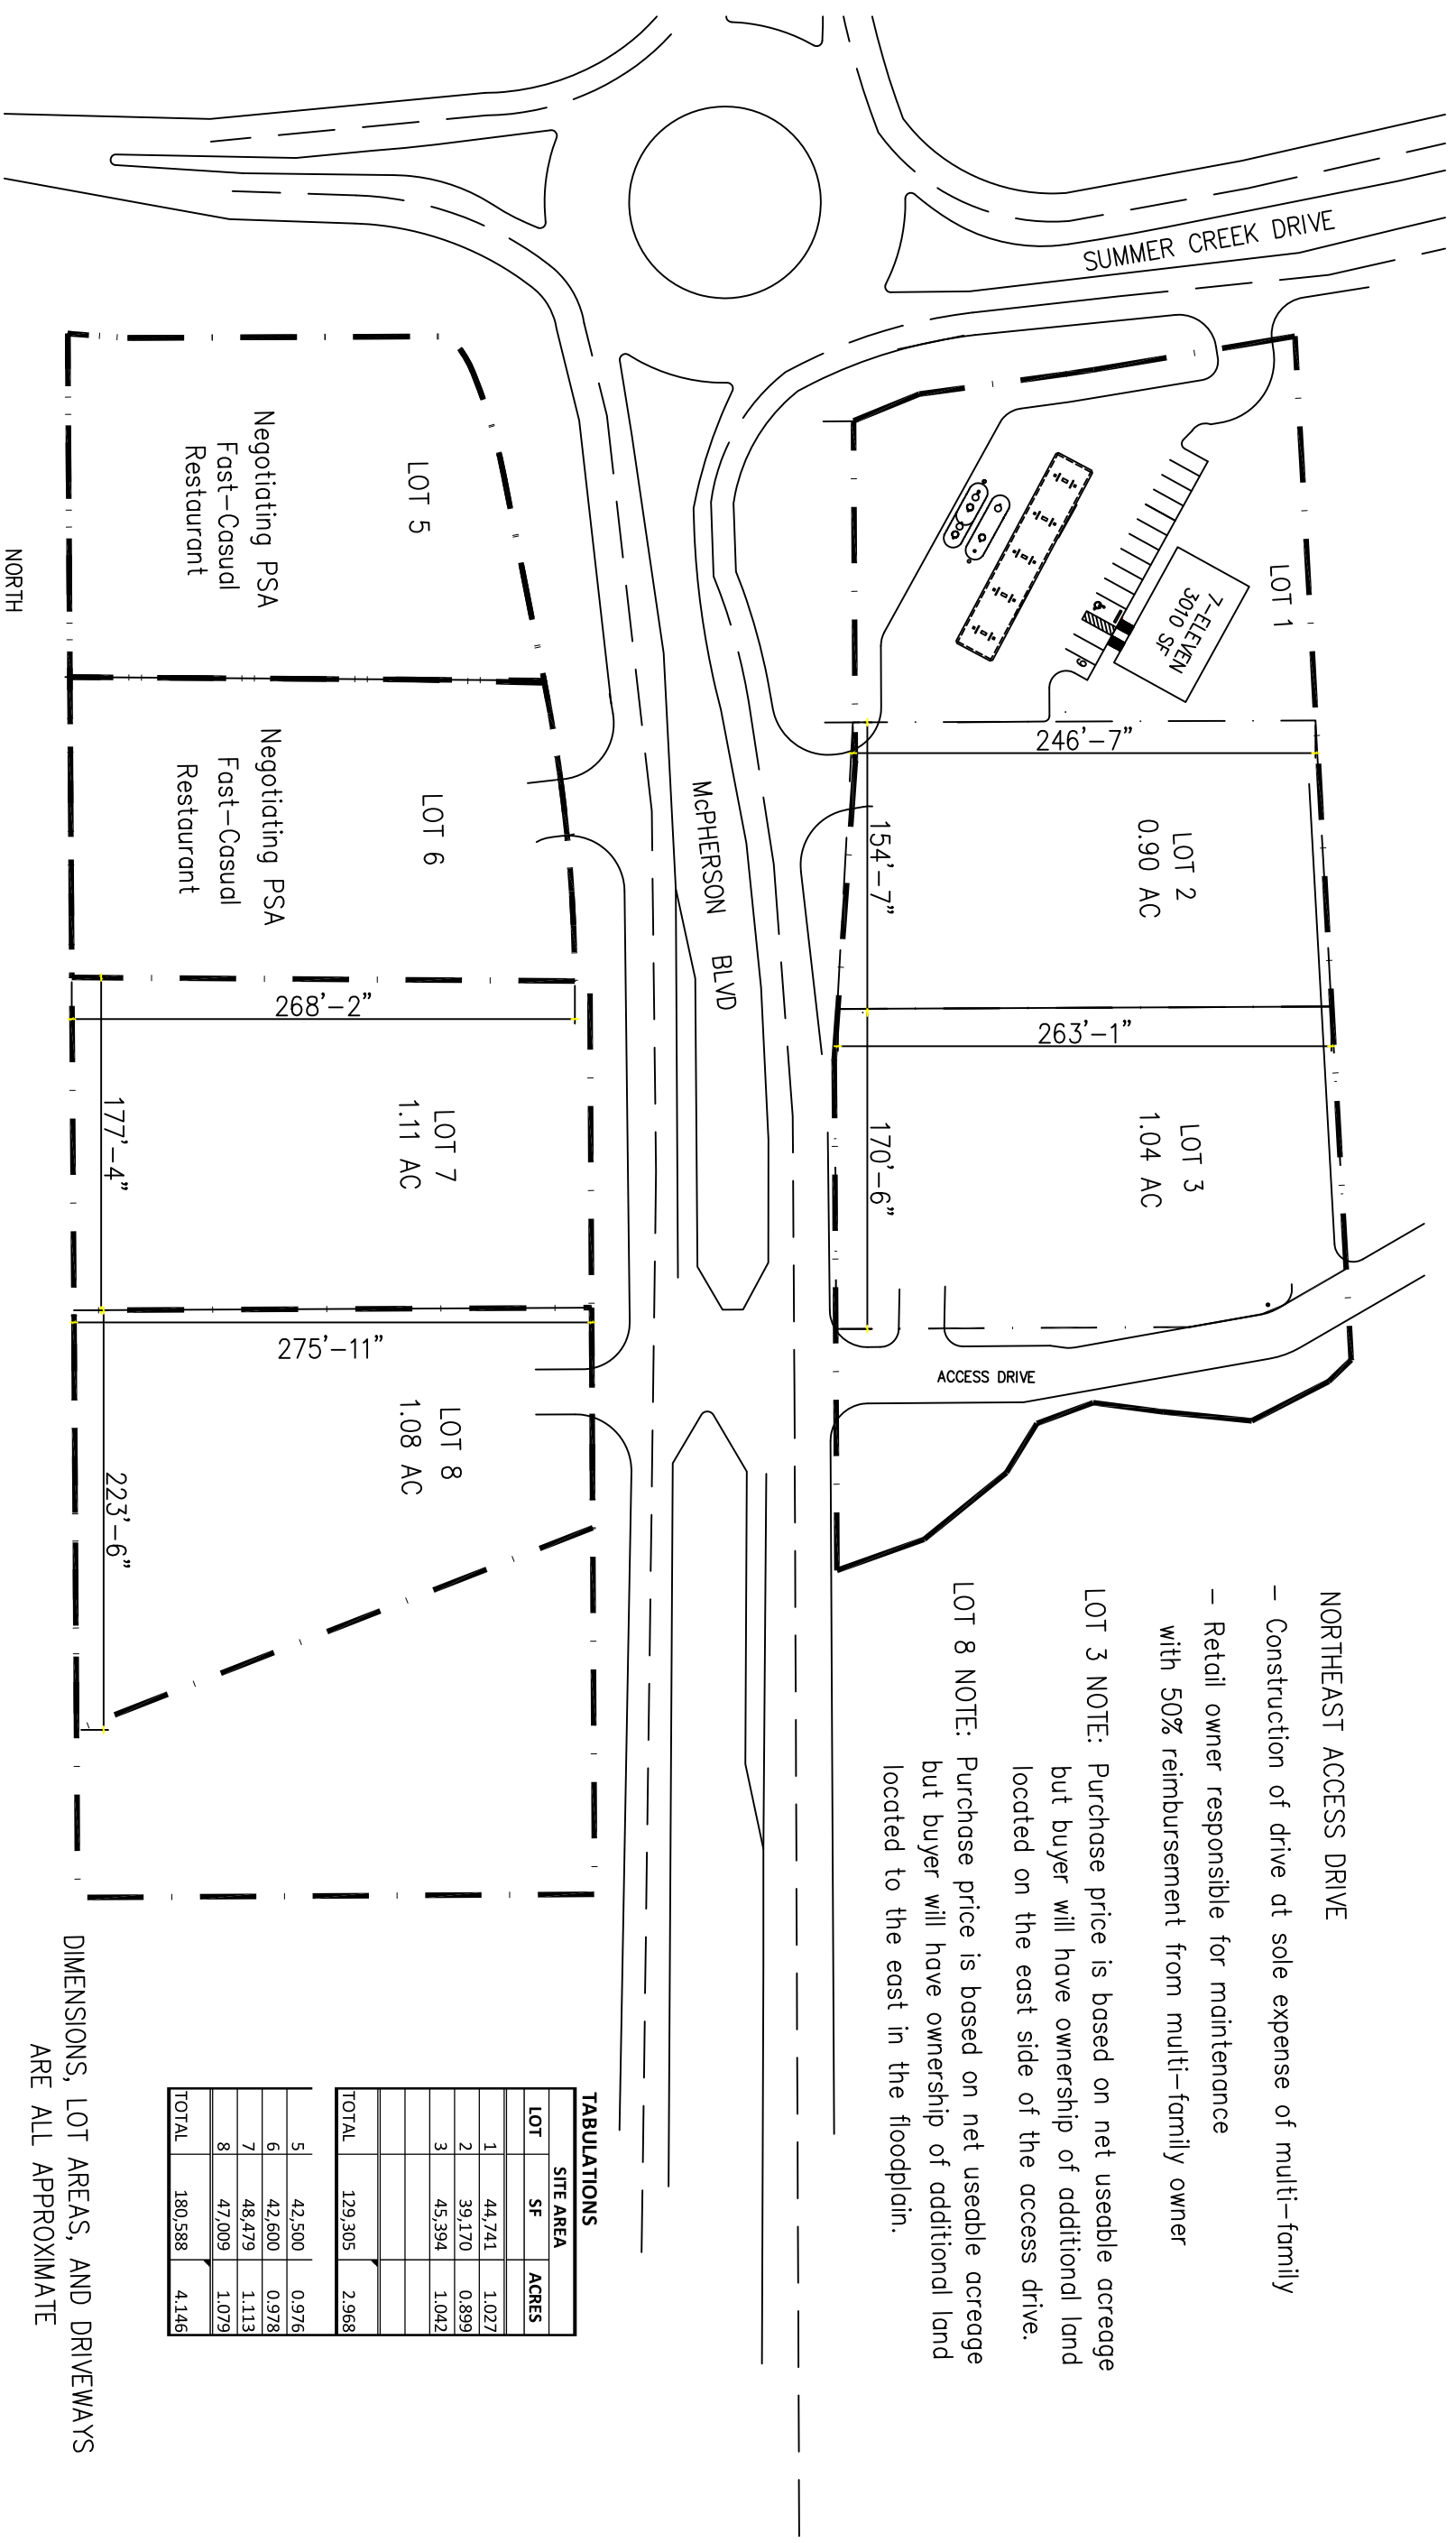 SUMMER CREEK DRIVE
LOT 1
7-ELEVEN
3010 SF
9
246'-7"
LOT 2
0.90 AC
154'-7"
263'-1"
LOT 3
1.04 AC
170'-6"
ACCESS DRIVE
McPHERSON BLVD
LOT 5
Negotiating PSA
Fast-Casual
Restaurant
LOT 6
Negotiating PSA
Fast-Casual
Restaurant
268'-2"
LOT 7
1.11 AC
177'-4"
275'-11"
LOT 8
1.08 AC
223'-6"
NORTH
NORTHEAST ACCESS DRIVE
- Construction of drive at sole expense of multi-family
- Retail owner responsible for maintenance
with 50% reimbursement from multi-family owner
LOT 3 NOTE: Purchase price is based on net useable acreage
but buyer will have ownership of additional land
located on the east side of the access drive.
LOT 8 NOTE: Purchase price is based on net useable acreage
but buyer will have ownership of additional land
located to the east in the floodplain.
TABULATIONS
SITE AREA
LOT SF ACRES
1 44,741 1.027
2 39,170 0.899
3 45,394 1.042
TOTAL 129,305 2.968
5 42,500 0.976
6 42,600 0.978
7 48,479 1.113
8 47,009 1.079
TOTAL 180,588 4.146
DIMENSIONS, LOT AREAS, AND DRIVEWAYS
ARE ALL APPROXIMATE